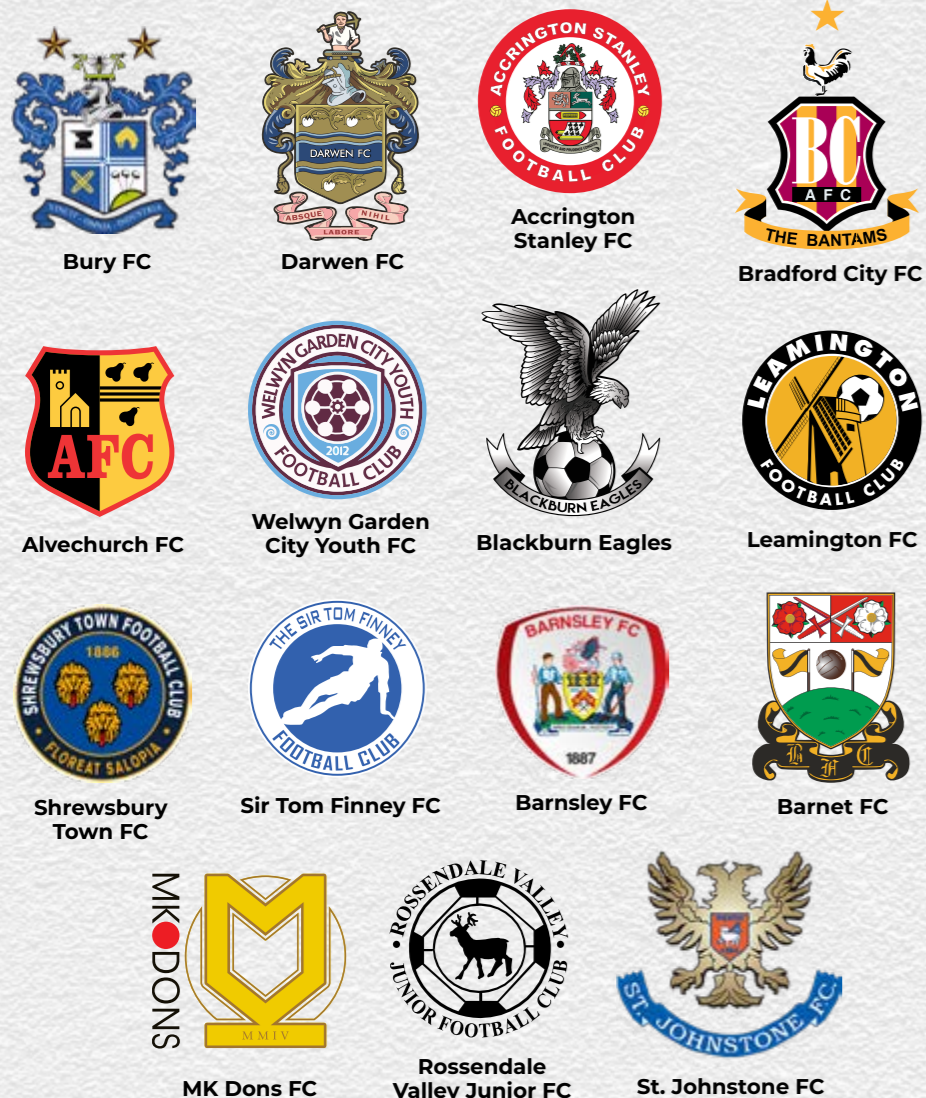 VINCIT OMNIA INDUSTRIA
Bury FC
DARWEN FC
ABSQUE
NIHIL
LABORE
Darwen FC
ACCRINGTON STANLEY
FOOTBALL CLUB
Accrington
Stanley FC
BC
AFC
THE BANTAMS
Bradford City FC
AFC
Alvechurch FC
WELWYN GARDEN CITY YOUTH
2012
FOOTBALL CLUB
Welwyn Garden
City Youth FC
BLACKBURN EAGLES
Blackburn Eagles
LEAMINGTON
FOOTBALL CLUB
Leamington FC
SHREWSBURY TOWN FOOTBALL CLUB
1886
FLOREAT SALOPIA
Shrewsbury
Town FC
THE SIR TOM FINNEY
FOOTBALL CLUB
Sir Tom Finney FC
BARNSLEY FC
1887
Barnsley FC
B F C
Barnet FC
MK DONS
M
MMIV
MK Dons FC
ROSSENDALE VALLEY
JUNIOR FOOTBALL CLUB
Rossendale
Valley Junior FC
ST. JOHNSTONE F.C.
St. Johnstone FC